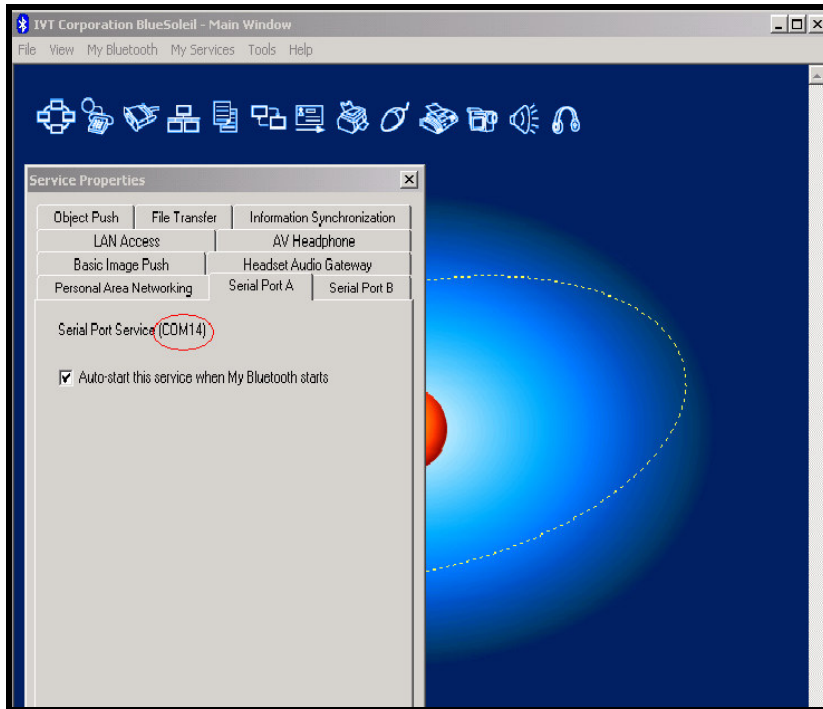 IVT Corporation BlueSoleil - Main Window
File View My Bluetooth My Services Tools Help
Service Properties
Object Push File Transfer Information Synchronization
LAN Access AV Headphone
Basic Image Push Headset Audio Gateway
Personal Area Networking Serial Port A Serial Port B
Serial Port Service (COM14)
Auto-start this service when My Bluetooth starts